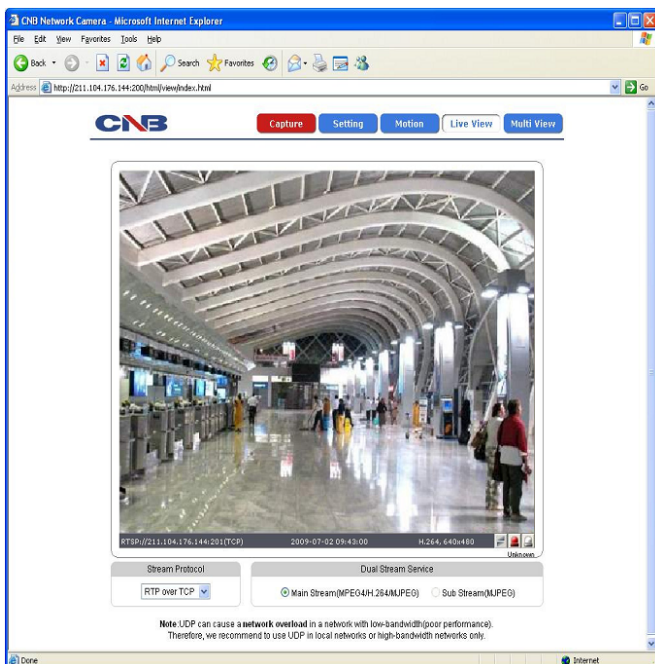 CNB Network Camera - Microsoft Internet Explorer
File Edit View Favorites Tools Help
Back Search Favorites
Address http://211.104.176.144:200/html/view/index.html Go
CNB Capture Setting Motion Live View Multi View
RTSP://211.104.176.144:201(TCP) 2009-07-02 09:43:00 H.264, 640x480
Unknown
Stream Protocol Dual Stream Service
RTP over TCP Main Stream(MPEG4/H.264/MJPEG) Sub Stream(MJPEG)
Note:UDP can cause a network overload in a network with low-bandwidth(poor performance).
Therefore, we recommend to use UDP in local networks or high-bandwidth networks only.
Done Internet